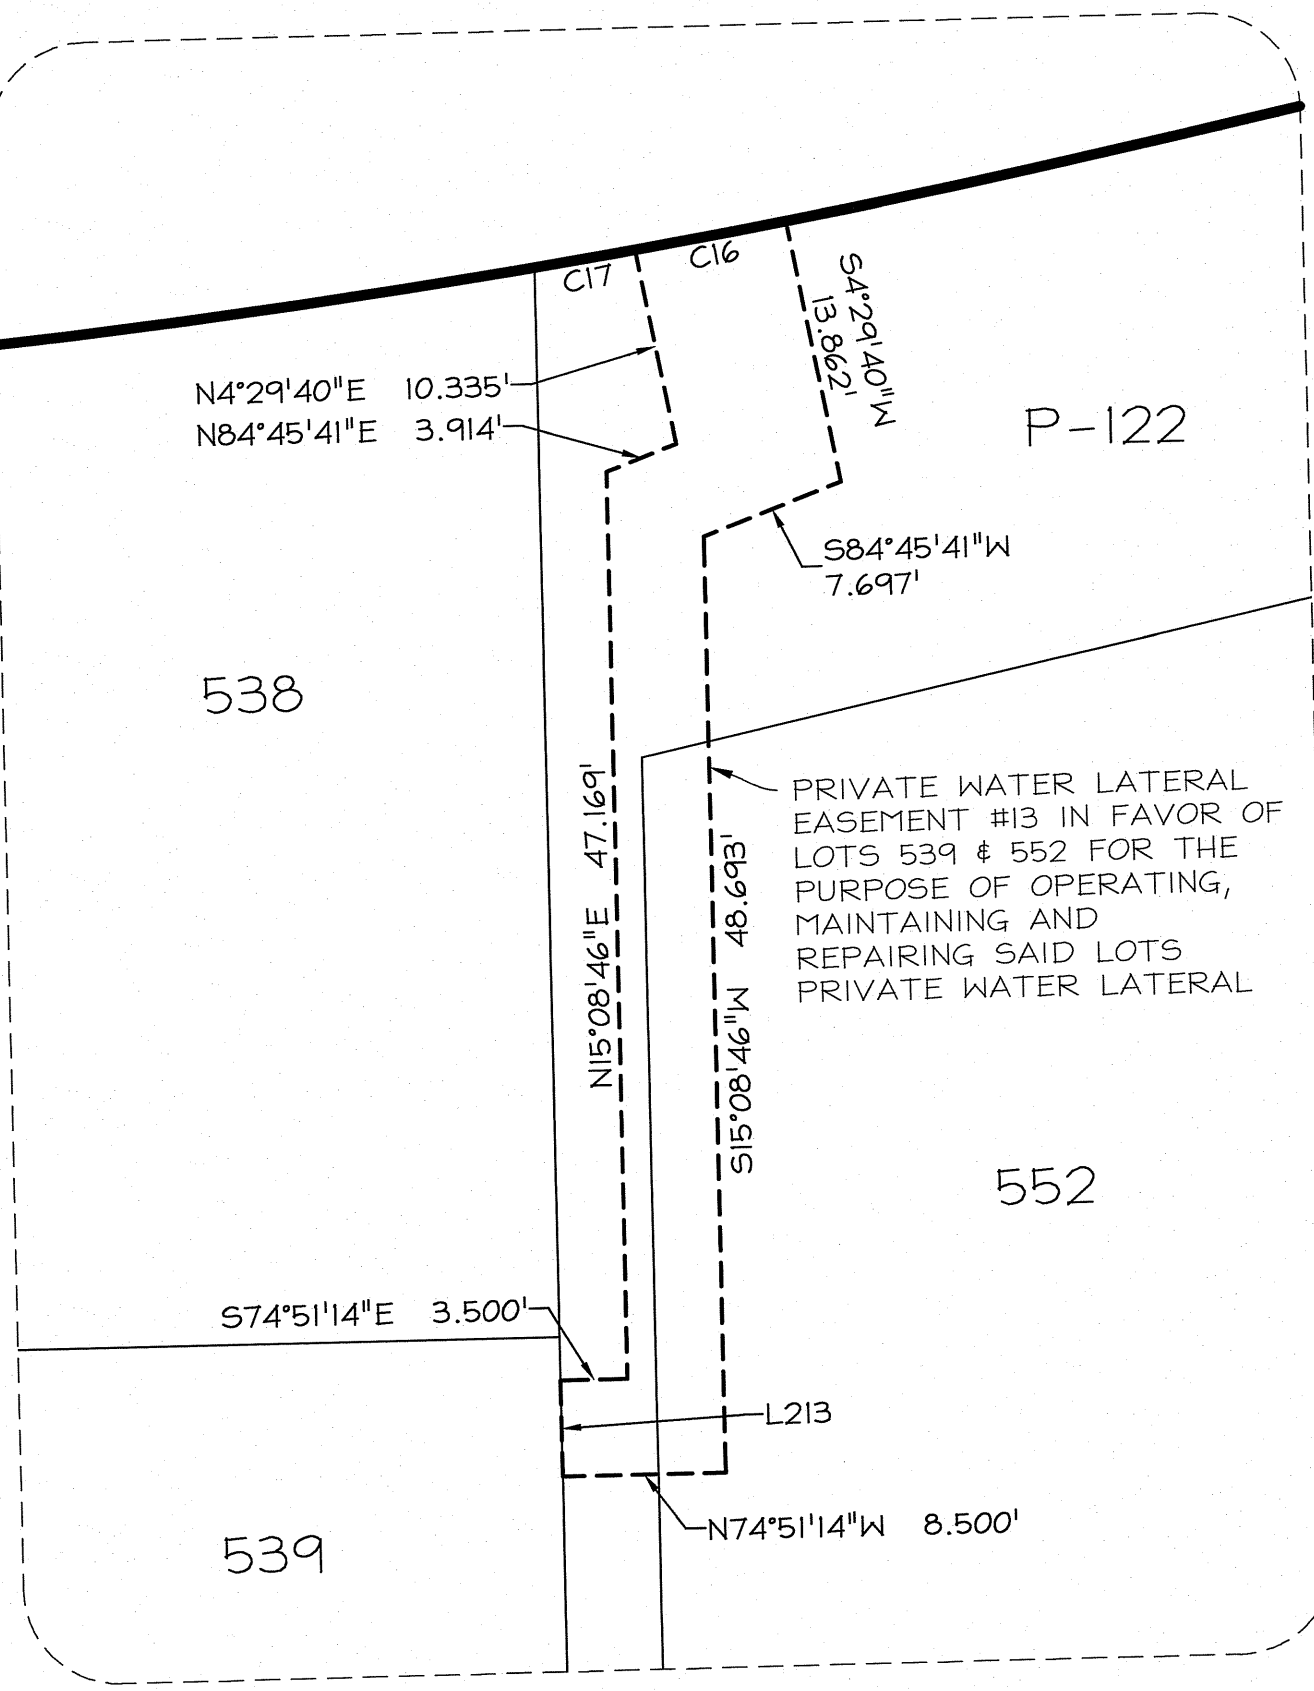 C17
C16
S4°29'40"W
13.862'
N4°29'40"E 10.335'
N84°45'41"E 3.914'
P-122
S84°45'41"W
7.697'
538
PRIVATE WATER LATERAL
EASEMENT #13 IN FAVOR OF
LOTS 539 & 552 FOR THE
PURPOSE OF OPERATING,
MAINTAINING AND
REPAIRING SAID LOTS
PRIVATE WATER LATERAL
N15°08'46"E 47.169'
S15°08'46"W 48.693'
552
S74°51'14"E 3.500'
L213
N74°51'14"W 8.500'
539